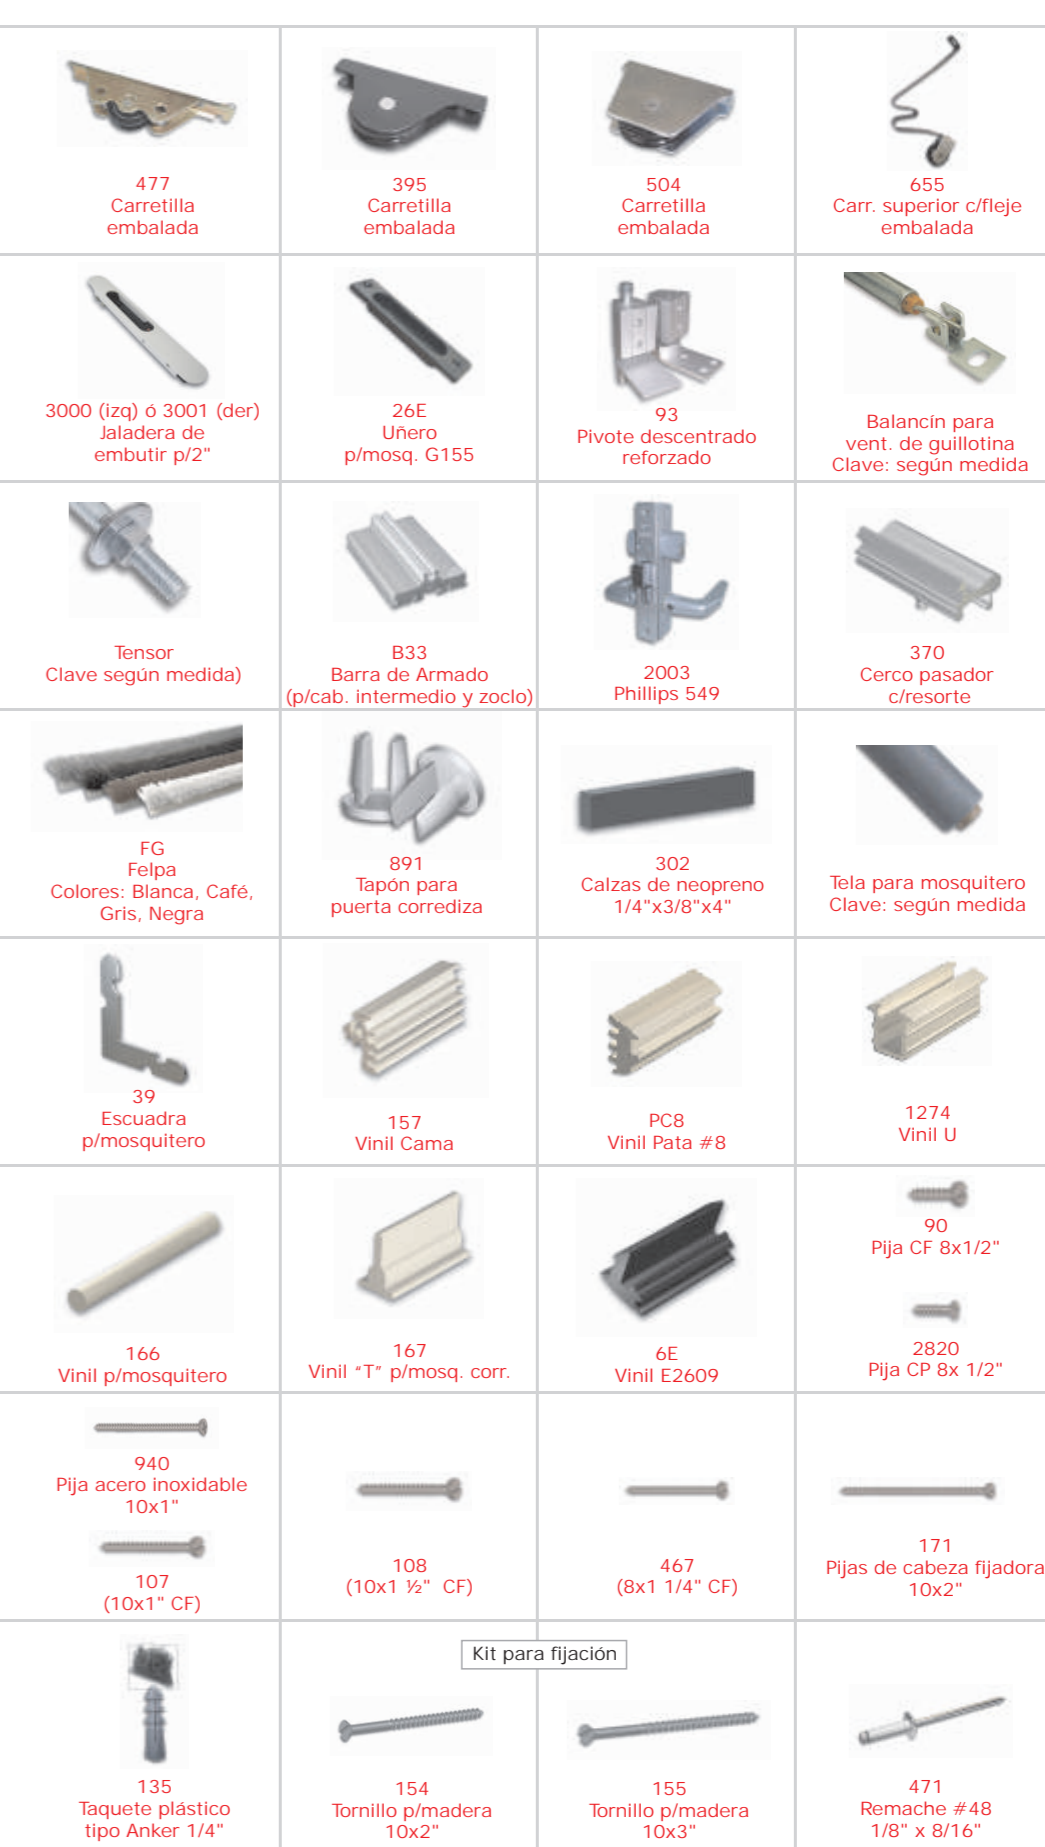 477
Carretilla
embalada
395
Carretilla
embalada
504
Carretilla
embalada
655
Carr. superior c/fleje
embalada
3000 (izq) ó 3001 (der)
Jaladera de
embutir p/2"
26E
Uñero
p/mosq. G155
93
Pivote descentrado
reforzado
Balancín para
vent. de guillotina
Clave: según medida
Tensor
Clave según medida)
B33
Barra de Armado
(p/cab. intermedio y zoclo)
2003
Phillips 549
370
Cerco pasador
c/resorte
FG
Felpa
Colores: Blanca, Café,
Gris, Negra
891
Tapón para
puerta corrediza
302
Calzas de neopreno
1/4"x3/8"x4"
Tela para mosquitero
Clave: según medida
39
Escuadra
p/mosquitero
157
Vinil Cama
PC8
Vinil Pata #8
1274
Vinil U
166
Vinil p/mosquitero
167
Vinil “T” p/mosq. corr.
6E
Vinil E2609
90
Pija CF 8x1/2"
2820
Pija CP 8x 1/2"
940
Pija acero inoxidable
10x1"
107
(10x1" CF)
108
(10x1 ½" CF)
467
(8x1 1/4" CF)
171
Pijas de cabeza fijadora
10x2"
Kit para fijación
135
Taquete plástico
tipo Anker 1/4"
154
Tornillo p/madera
10x2"
155
Tornillo p/madera
10x3"
471
Remache #48
1/8" x 8/16"